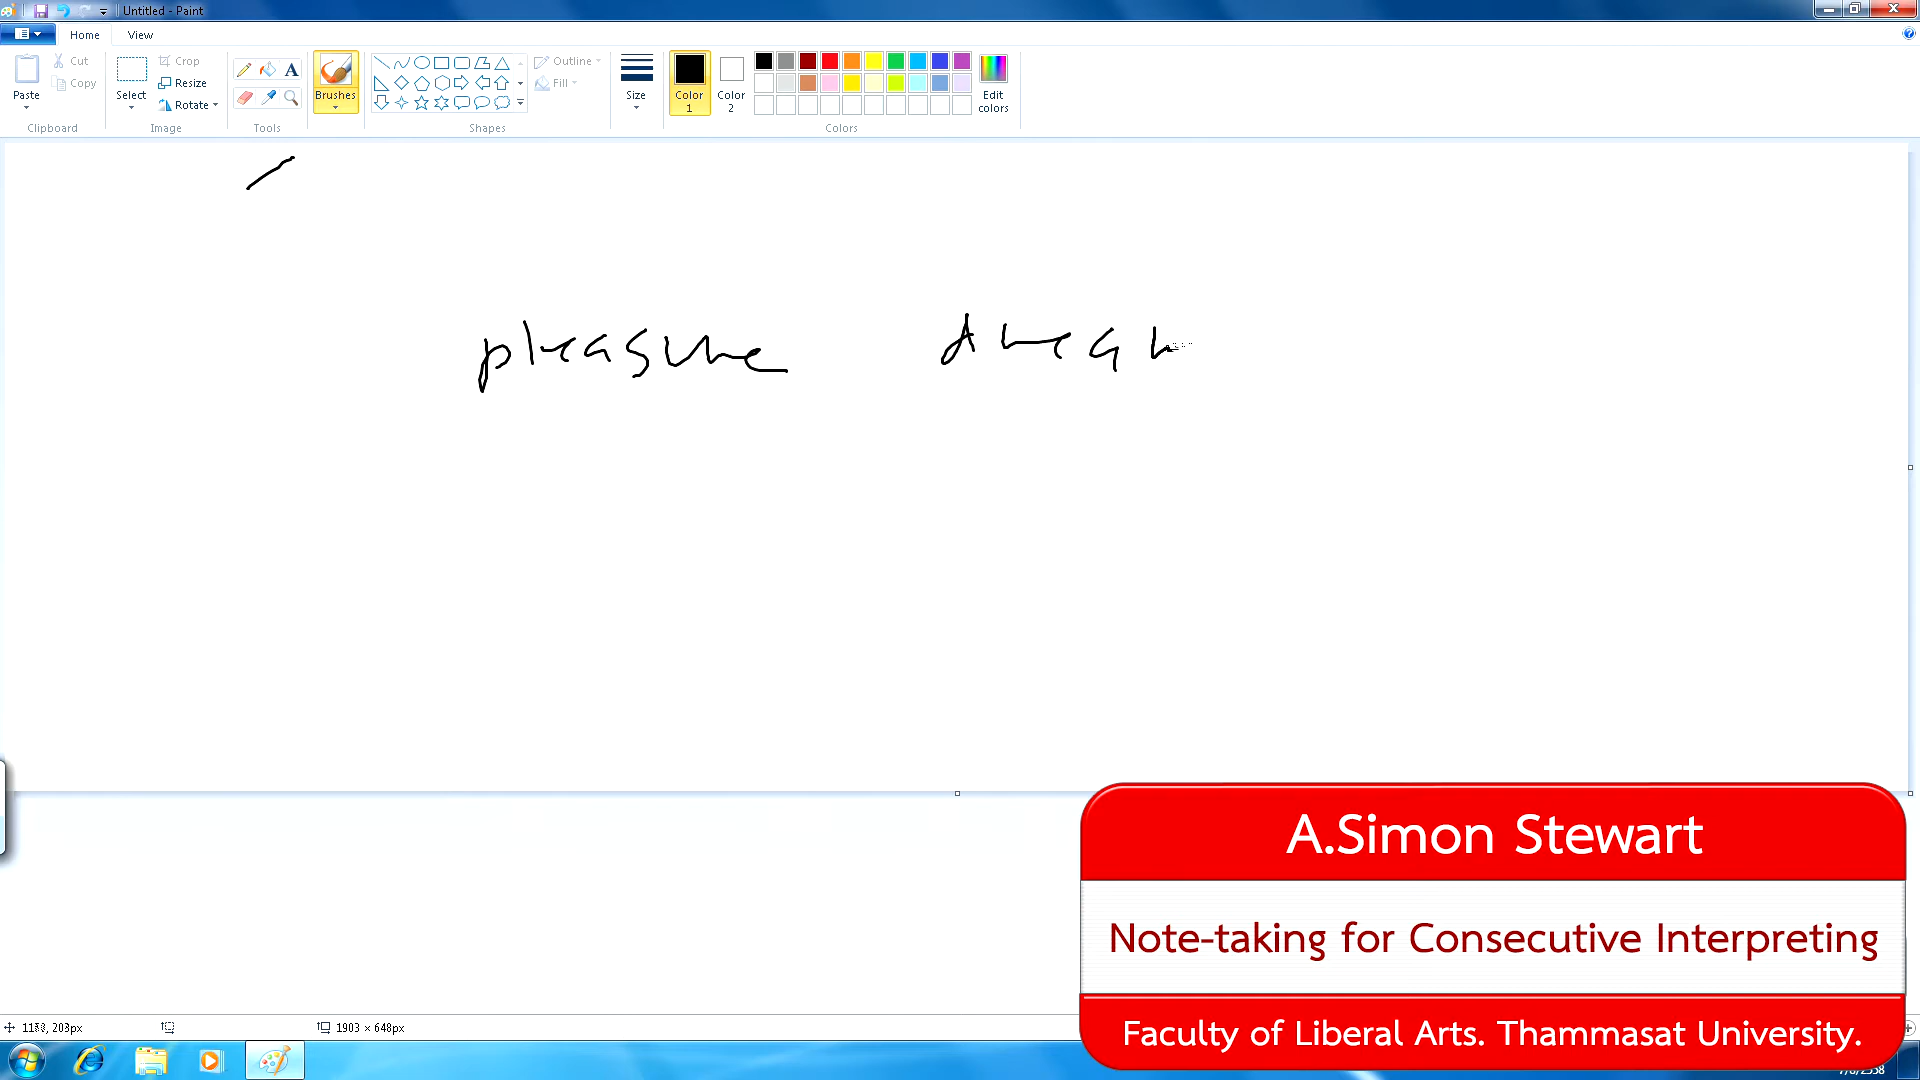 Untitled - Paint
Home View
Paste Cut Copy Select Crop Resize Rotate Brushes Outline Fill Size Color 1 Color 2 Edit colors
Clipboard Image Tools Shapes Colors
pleasure
A.Simon Stewart
Note-taking for Consecutive Interpreting
1903 × 648px
Faculty of Liberal Arts. Thammasat University.